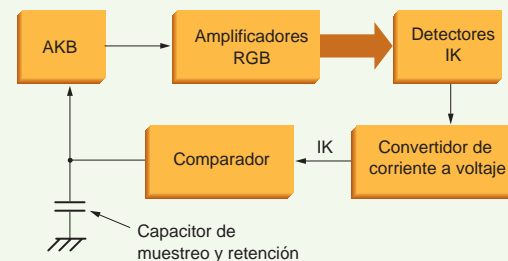 AKB
Amplificadores
RGB
Detectores
IK
Convertidor de
corriente a voltaje
IK
Comparador
Capacitor de
muestreo y retención